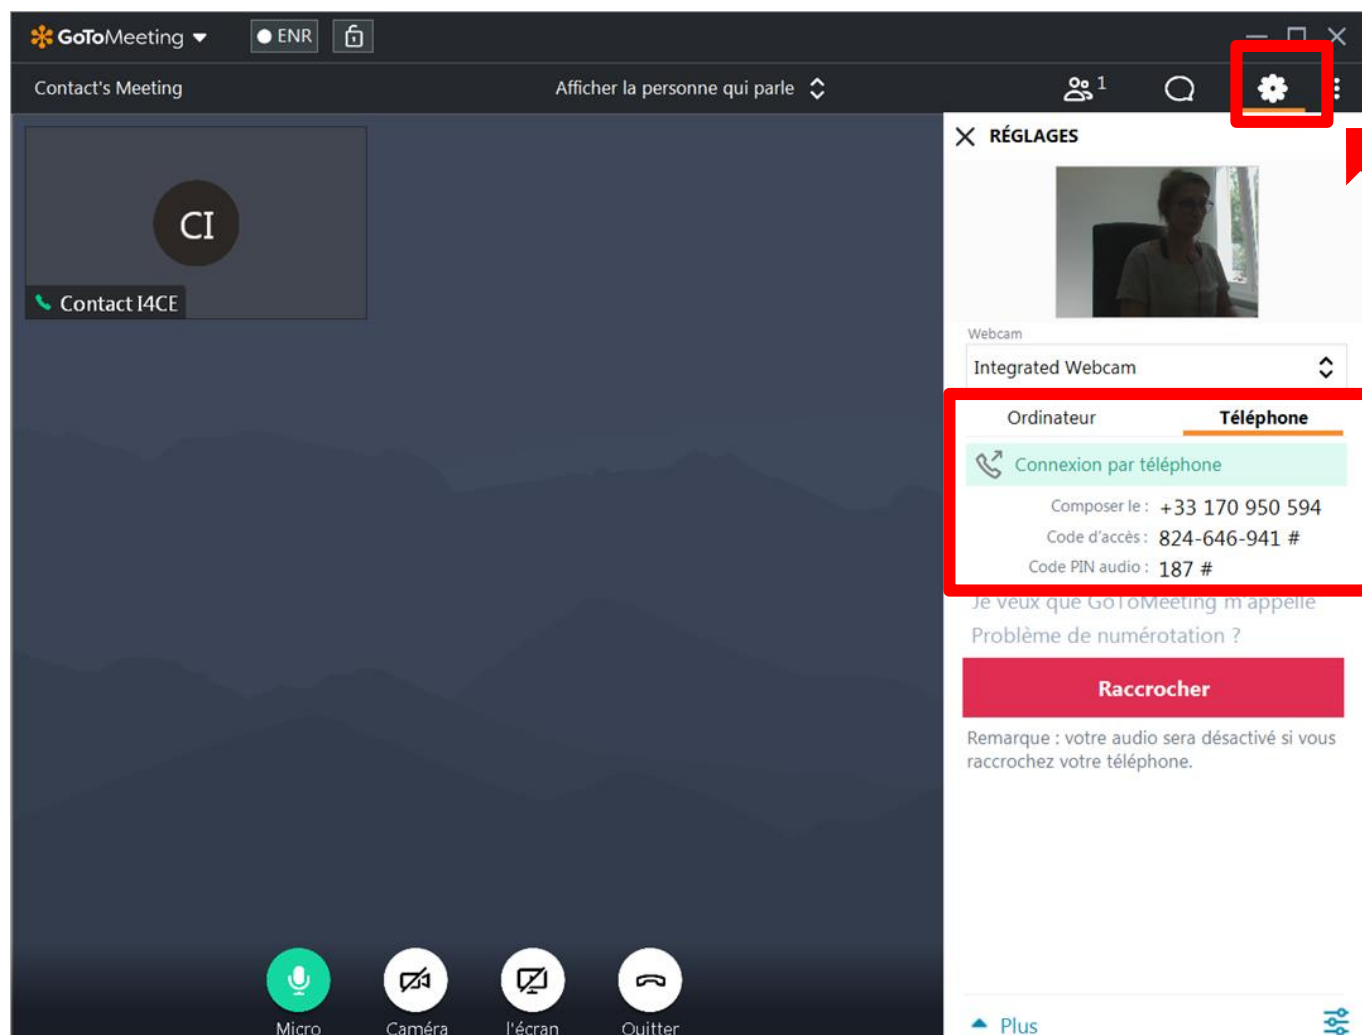 GoToMeeting
ENR
Contact's Meeting
Afficher la personne qui parle
1
RÉGLAGES
CI
Contact I4CE
Webcam
Integrated Webcam
Ordinateur Téléphone
Connexion par téléphone
Composer le : +33 170 950 594
Code d'accès : 824-646-941 #
Code PIN audio : 187 #
Je veux que GoToMeeting m'appelle
Problème de numérotation ?
Raccrocher
Remarque : votre audio sera désactivé si vous
raccrochez votre téléphone.
Micro Caméra l'écran Quitter
Plus